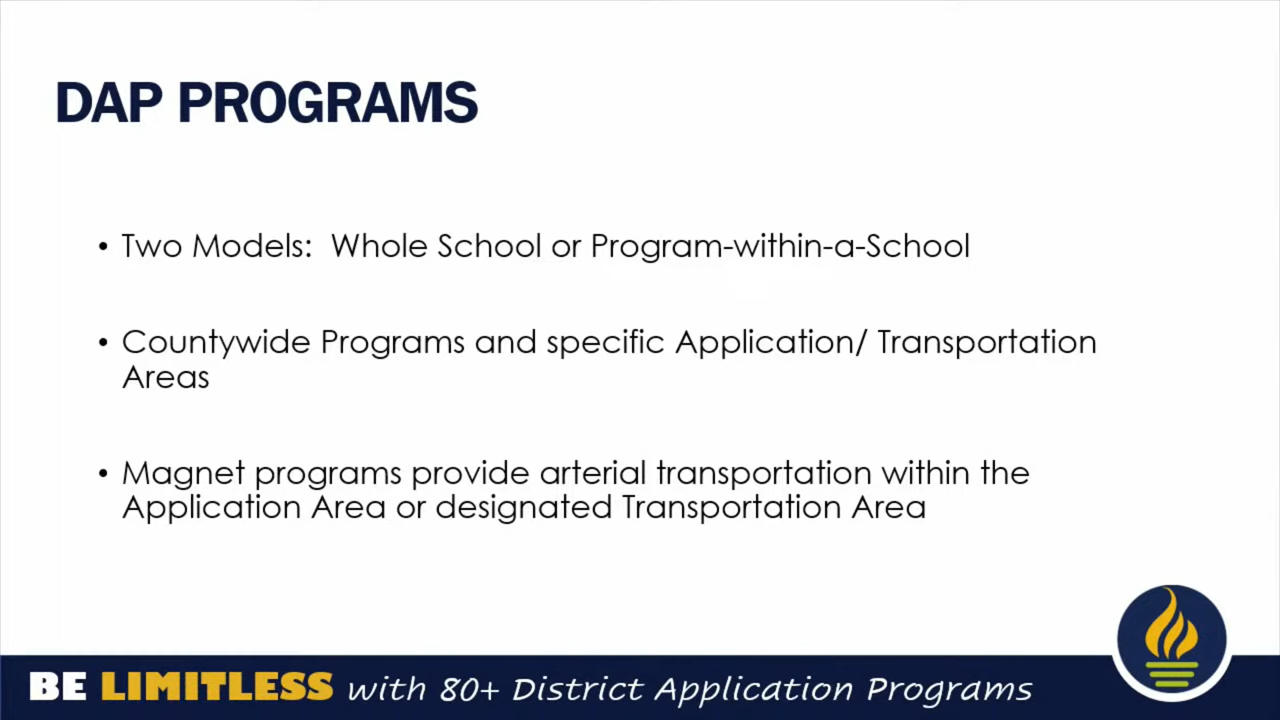 DAP PROGRAMS
• Two Models:  Whole School or Program-within-a-School
• Countywide Programs and specific Application/ Transportation
Areas
• Magnet programs provide arterial transportation within the
Application Area or designated Transportation Area
BE LIMITLESS with 80+ District Application Programs